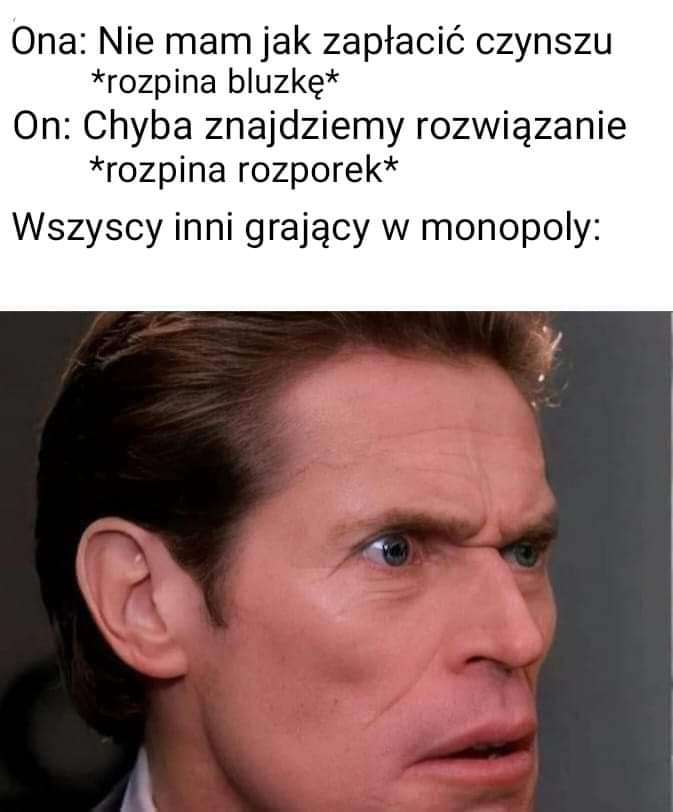 Ona: Nie mam jak zapłacić czynszu
*rozpina bluzkę*
On: Chyba znajdziemy rozwiązanie
*rozpina rozporek*
Wszyscy inni grający w monopoly: